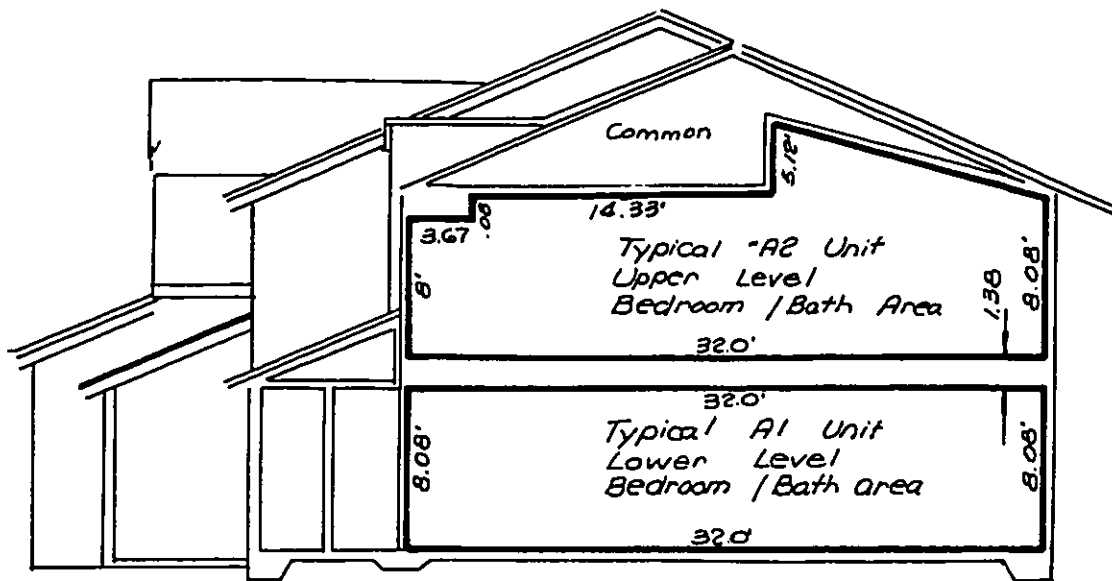 Common
5.12'
14.33'
.08
3.67
8'
Typical -A2 Unit
Upper Level
Bedroom / Bath Area
1.38
8.08'
32.0'
32.0'
8.08'
Typical A1 Unit
Lower Level
Bedroom / Bath area
8.08'
32.0'